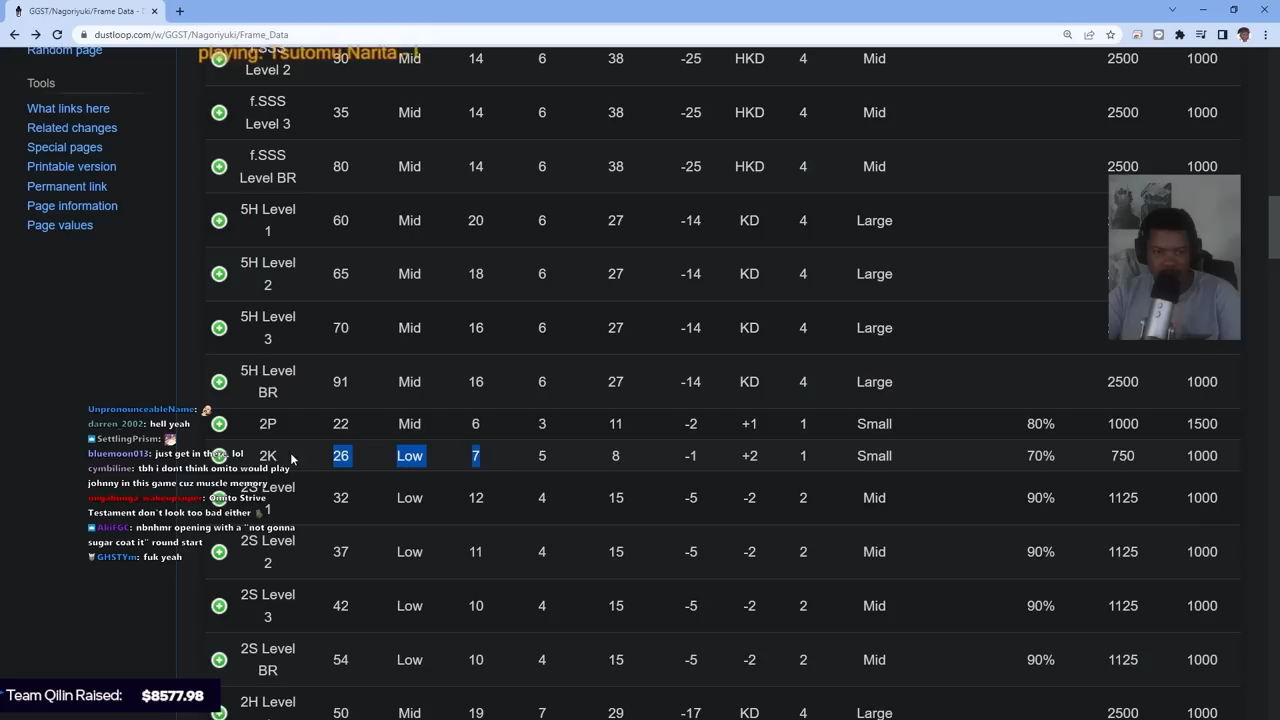 GGST/Nagoriyuki/Frame Data -
dustloop.com/w/GGST/Nagoriyuki/Frame_Data
Random page
Tools
What links here
Related changes
Special pages
Printable version
Permanent link
Page information
Page values
playing: Tsutomu Narita -
f.SSS Level 2 30 Mid 14 6 38 -25 HKD 4 Mid 2500 1000
f.SSS Level 3 35 Mid 14 6 38 -25 HKD 4 Mid 2500 1000
f.SSS Level BR 80 Mid 14 6 38 -25 HKD 4 Mid 2500 1000
5H Level 1 60 Mid 20 6 27 -14 KD 4 Large
5H Level 2 65 Mid 18 6 27 -14 KD 4 Large
5H Level 3 70 Mid 16 6 27 -14 KD 4 Large
5H Level BR 91 Mid 16 6 27 -14 KD 4 Large 2500 1000
2P 22 Mid 6 3 11 -2 +1 1 Small 80% 1000 1500
2K 26 Low 7 5 8 -1 +2 1 Small 70% 750 1000
2S Level 1 32 Low 12 4 15 -5 -2 2 Mid 90% 1125 1000
2S Level 2 37 Low 11 4 15 -5 -2 2 Mid 90% 1125 1000
2S Level 3 42 Low 10 4 15 -5 -2 2 Mid 90% 1125 1000
2S Level BR 54 Low 10 4 15 -5 -2 2 Mid 90% 1125 1000
2H Level 50 Mid 19 7 29 -17 KD 4 Large 2500 1000
UnpronounceableName:
darren_2002: hell yeah
SettlingPrism:
bluemoon013: just get in there lol
cymbiline: tbh i dont think omito would play
johnny in this game cuz muscle memory
ungabunga_wakeupsuper: Omito Strive
Testament don't look too bad either
AkiFGC: nbnhmr opening with a "not gonna
sugar coat it" round start
GHSTYm: fuk yeah
Team Qilin Raised: $8577.98